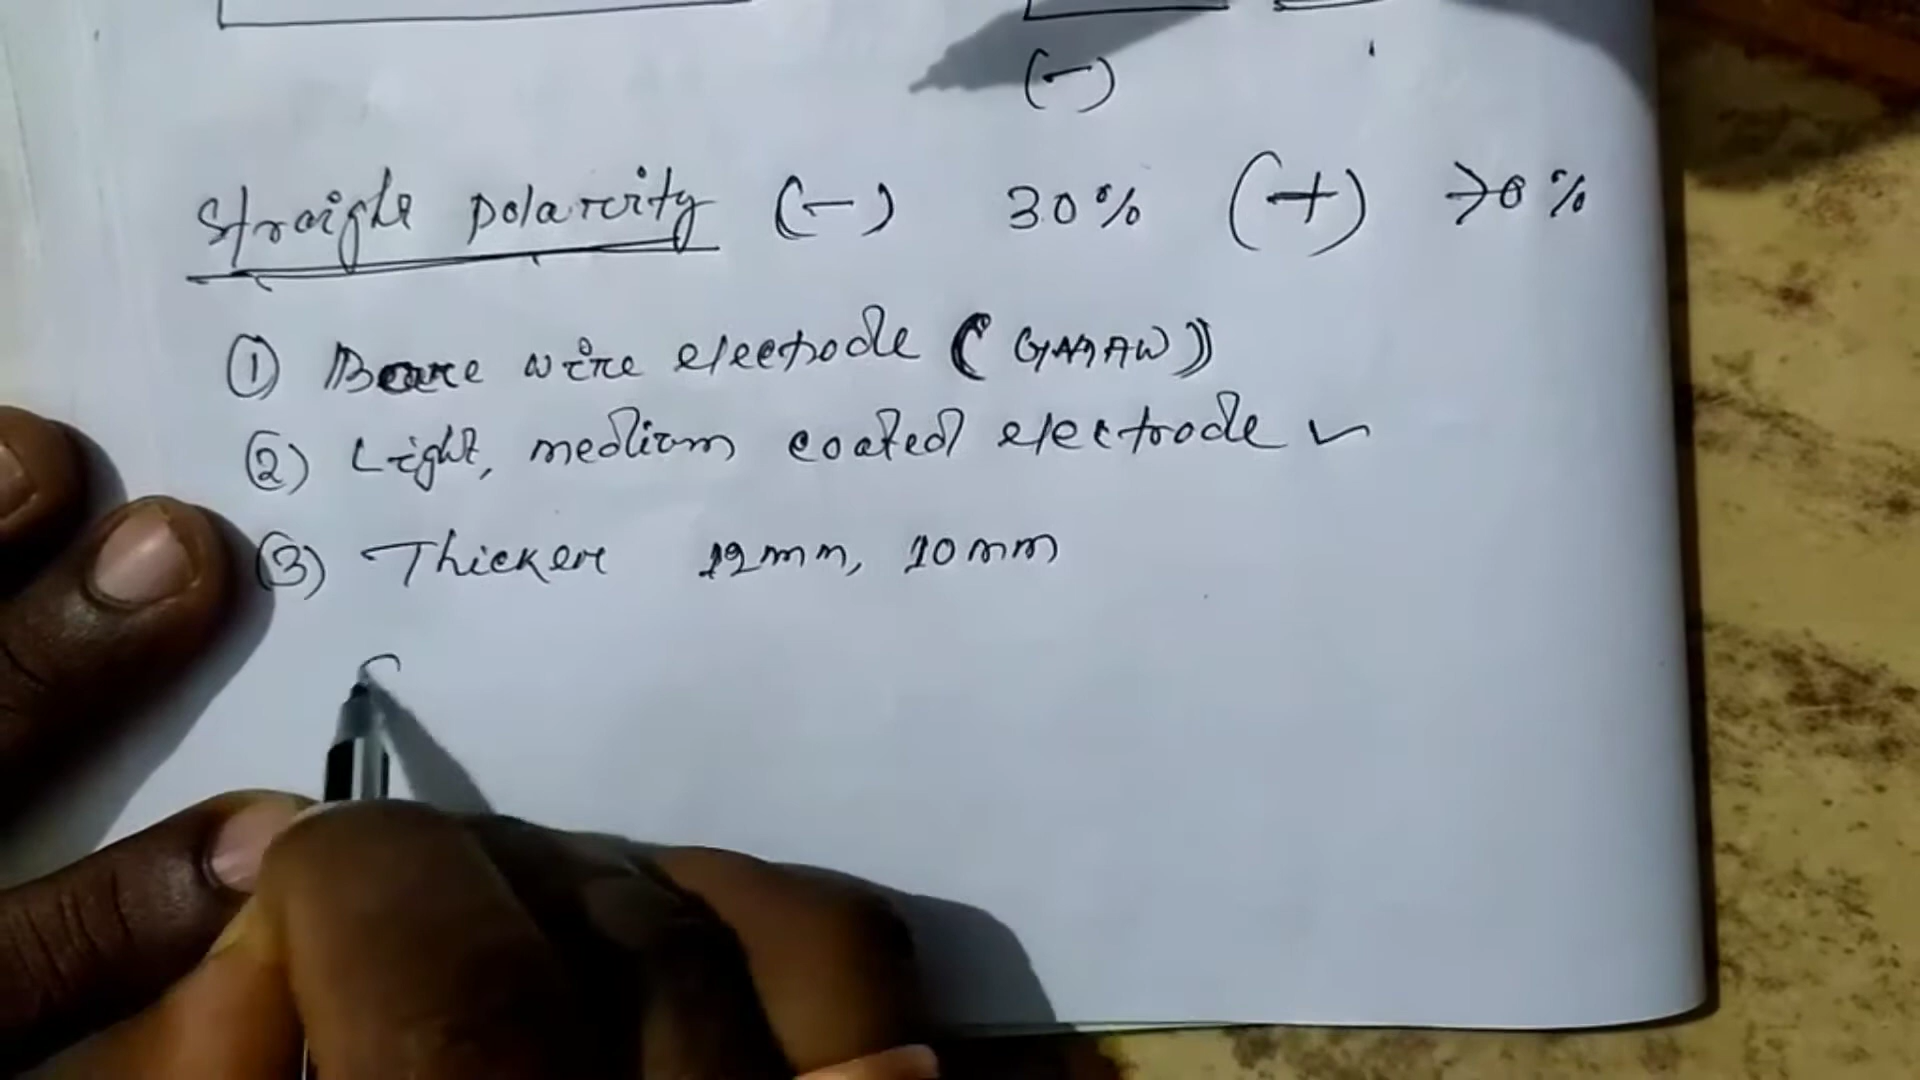 (-)
Straight polarity (-) 30% (+) 70%
① Bare wire electrode (GMAW)
② Light, medium coated electrode ✓
③ Thicker 12mm, 10mm